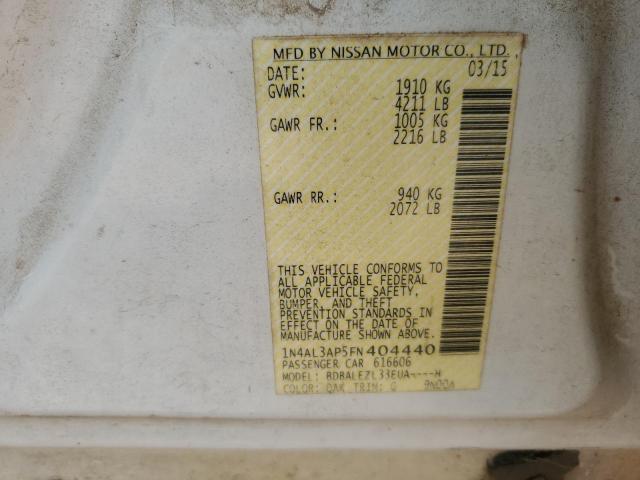 MFD BY NISSAN MOTOR CO., LTD.
DATE: 03/15
GVWR: 1910 KG
4211 LB
GAWR FR.: 1005 KG
2216 LB
GAWR RR.: 940 KG
2072 LB
THIS VEHICLE CONFORMS TO
ALL APPLICABLE FEDERAL
MOTOR VEHICLE SAFETY,
BUMPER, AND THEFT
PREVENTION STANDARDS IN
EFFECT ON THE DATE OF
MANUFACTURE SHOWN ABOVE.
1N4AL3AP5FN404440
PASSENGER CAR 616606
MODEL: BDBALEZL33EUA----H
COLOR: QAK TRIM: G 9N00A